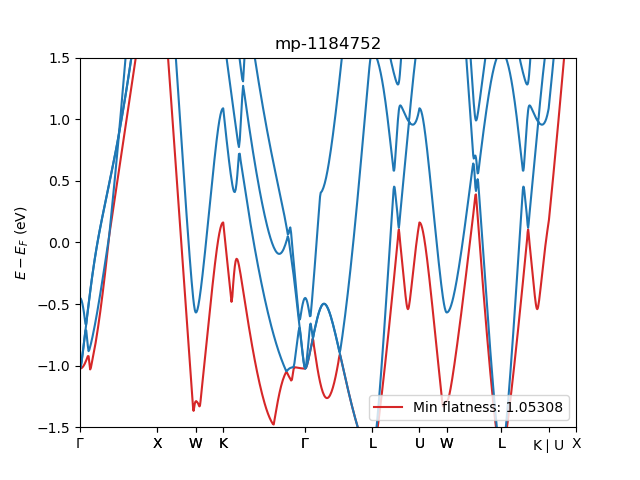 mp-1184752
E − E_F (eV)
1.5
1.0
0.5
0.0
−0.5
−1.0
−1.5
Min flatness: 1.05308
Γ X W K Γ L U W L K | U X